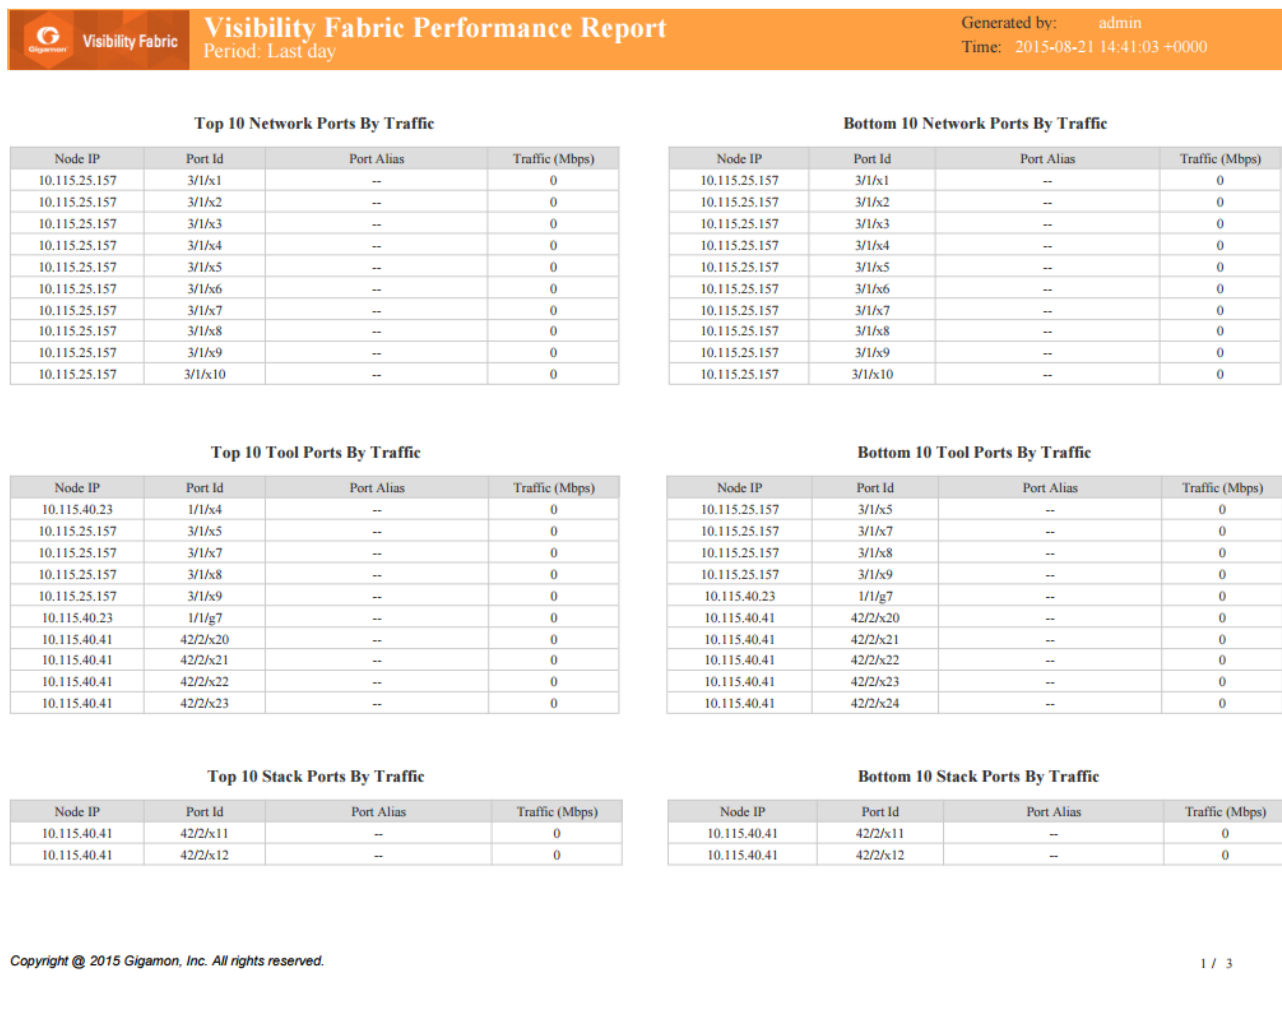 Gigamon
Visibility Fabric
Visibility Fabric Performance Report
Period: Last day
Generated by: admin
Time: 2015-08-21 14:41:03 +0000
Top 10 Network Ports By Traffic
Node IP Port Id Port Alias Traffic (Mbps)
10.115.25.157 3/1/x1 -- 0
10.115.25.157 3/1/x2 -- 0
10.115.25.157 3/1/x3 -- 0
10.115.25.157 3/1/x4 -- 0
10.115.25.157 3/1/x5 -- 0
10.115.25.157 3/1/x6 -- 0
10.115.25.157 3/1/x7 -- 0
10.115.25.157 3/1/x8 -- 0
10.115.25.157 3/1/x9 -- 0
10.115.25.157 3/1/x10 -- 0
Bottom 10 Network Ports By Traffic
Node IP Port Id Port Alias Traffic (Mbps)
10.115.25.157 3/1/x1 -- 0
10.115.25.157 3/1/x2 -- 0
10.115.25.157 3/1/x3 -- 0
10.115.25.157 3/1/x4 -- 0
10.115.25.157 3/1/x5 -- 0
10.115.25.157 3/1/x6 -- 0
10.115.25.157 3/1/x7 -- 0
10.115.25.157 3/1/x8 -- 0
10.115.25.157 3/1/x9 -- 0
10.115.25.157 3/1/x10 -- 0
Top 10 Tool Ports By Traffic
Node IP Port Id Port Alias Traffic (Mbps)
10.115.40.23 1/1/x4 -- 0
10.115.25.157 3/1/x5 -- 0
10.115.25.157 3/1/x7 -- 0
10.115.25.157 3/1/x8 -- 0
10.115.25.157 3/1/x9 -- 0
10.115.40.23 1/1/g7 -- 0
10.115.40.41 42/2/x20 -- 0
10.115.40.41 42/2/x21 -- 0
10.115.40.41 42/2/x22 -- 0
10.115.40.41 42/2/x23 -- 0
Bottom 10 Tool Ports By Traffic
Node IP Port Id Port Alias Traffic (Mbps)
10.115.25.157 3/1/x5 -- 0
10.115.25.157 3/1/x7 -- 0
10.115.25.157 3/1/x8 -- 0
10.115.25.157 3/1/x9 -- 0
10.115.40.23 1/1/g7 -- 0
10.115.40.41 42/2/x20 -- 0
10.115.40.41 42/2/x21 -- 0
10.115.40.41 42/2/x22 -- 0
10.115.40.41 42/2/x23 -- 0
10.115.40.41 42/2/x24 -- 0
Top 10 Stack Ports By Traffic
Node IP Port Id Port Alias Traffic (Mbps)
10.115.40.41 42/2/x11 -- 0
10.115.40.41 42/2/x12 -- 0
Bottom 10 Stack Ports By Traffic
Node IP Port Id Port Alias Traffic (Mbps)
10.115.40.41 42/2/x11 -- 0
10.115.40.41 42/2/x12 -- 0
Copyright @ 2015 Gigamon, Inc. All rights reserved.
1 / 3